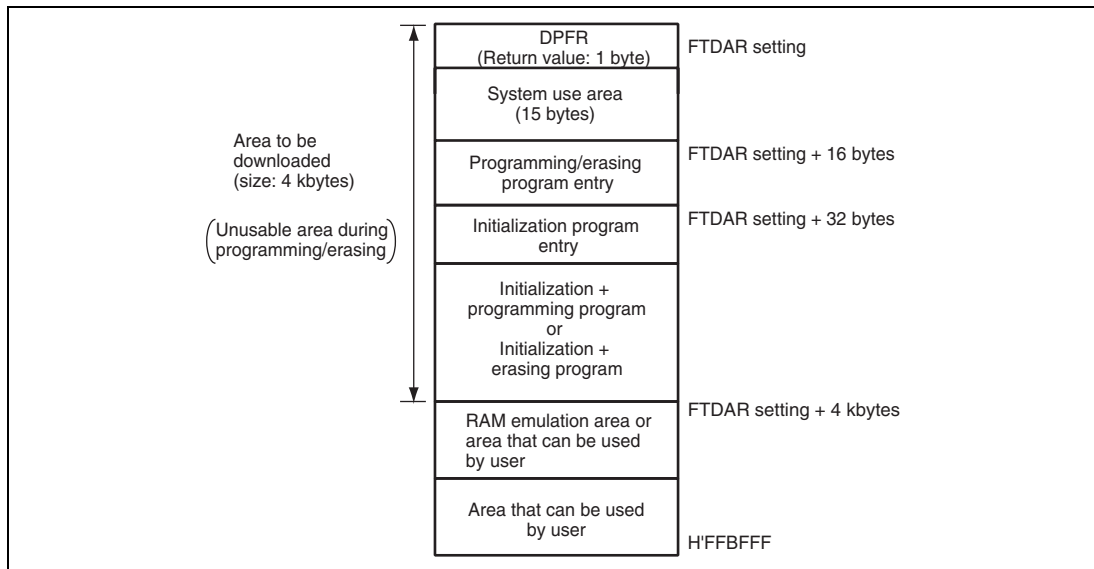 DPFR
(Return value: 1 byte)
FTDAR setting
System use area
(15 bytes)
Area to be
downloaded
(size: 4 kbytes)
(Unusable area during
programming/erasing)
FTDAR setting + 16 bytes
Programming/erasing
program entry
FTDAR setting + 32 bytes
Initialization program
entry
Initialization +
programming program
or
Initialization +
erasing program
FTDAR setting + 4 kbytes
RAM emulation area or
area that can be used
by user
Area that can be used
by user
H'FFBFFF